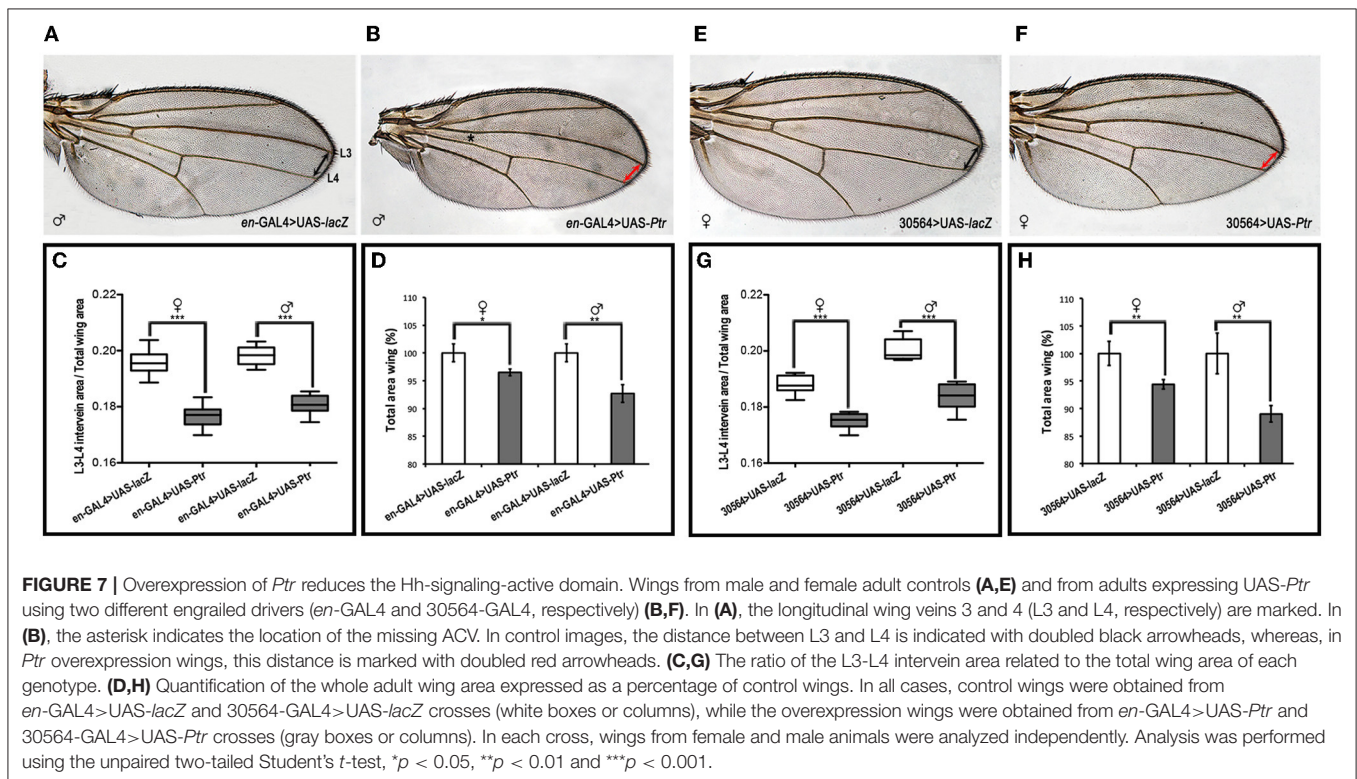 A
B
E
F
L3
L4
♂
en-GAL4>UAS-lacZ
♂
en-GAL4>UAS-Ptr
♀
30564>UAS-lacZ
♀
30564>UAS-Ptr
C
L3-L4 intervein area / Total wing area
0.22
0.20
0.18
0.16
♀
***
♂
***
en-GAL4>UAS-lacZ
en-GAL4>UAS-Ptr
en-GAL4>UAS-lacZ
en-GAL4>UAS-Ptr
D
Total area wing (%)
110
105
100
95
90
85
80
♀
*
♂
**
en-GAL4>UAS-lacZ
en-GAL4>UAS-Ptr
en-GAL4>UAS-lacZ
en-GAL4>UAS-Ptr
G
L3-L4 intervein area / Total wing area
0.22
0.20
0.18
0.16
♀
***
♂
***
30564>UAS-lacZ
30564>UAS-Ptr
30564>UAS-lacZ
30564>UAS-Ptr
H
Total area wing (%)
110
105
100
95
90
85
80
♀
**
♂
**
30564>UAS-lacZ
30564>UAS-Ptr
30564>UAS-lacZ
30564>UAS-Ptr
FIGURE 7 | Overexpression of Ptr reduces the Hh-signaling-active domain. Wings from male and female adult controls (A,E) and from adults expressing UAS-Ptr
using two different engrailed drivers (en-GAL4 and 30564-GAL4, respectively) (B,F). In (A), the longitudinal wing veins 3 and 4 (L3 and L4, respectively) are marked. In
(B), the asterisk indicates the location of the missing ACV. In control images, the distance between L3 and L4 is indicated with doubled black arrowheads, whereas, in
Ptr overexpression wings, this distance is marked with doubled red arrowheads. (C,G) The ratio of the L3-L4 intervein area related to the total wing area of each
genotype. (D,H) Quantification of the whole adult wing area expressed as a percentage of control wings. In all cases, control wings were obtained from
en-GAL4>UAS-lacZ and 30564-GAL4>UAS-lacZ crosses (white boxes or columns), while the overexpression wings were obtained from en-GAL4>UAS-Ptr and
30564-GAL4>UAS-Ptr crosses (gray boxes or columns). In each cross, wings from female and male animals were analyzed independently. Analysis was performed
using the unpaired two-tailed Student's t-test, *p < 0.05, **p < 0.01 and ***p < 0.001.